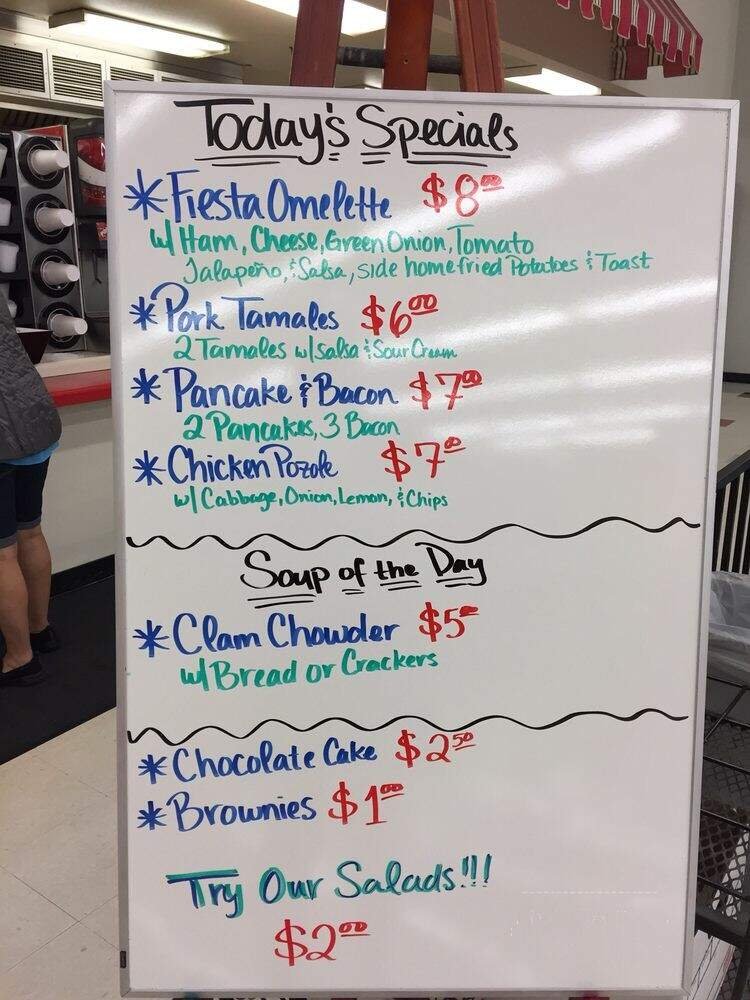 Today's Specials
* Fiesta Omelette $8.00
w/ Ham, Cheese, Green Onion, Tomato
Jalapeño, & Salsa, side home fried Potatoes & Toast
* Pork Tamales $6.00
2 Tamales w/ salsa & Sour Cream
* Pancake & Bacon $7.00
2 Pancakes, 3 Bacon
* Chicken Pozole $7.00
w/ Cabbage, Onion, Lemon, & Chips
Soup of the Day
* Clam Chowder $5.00
w/ Bread or Crackers
* Chocolate Cake $2.50
* Brownies $1.00
Try Our Salads!!!
$2.00